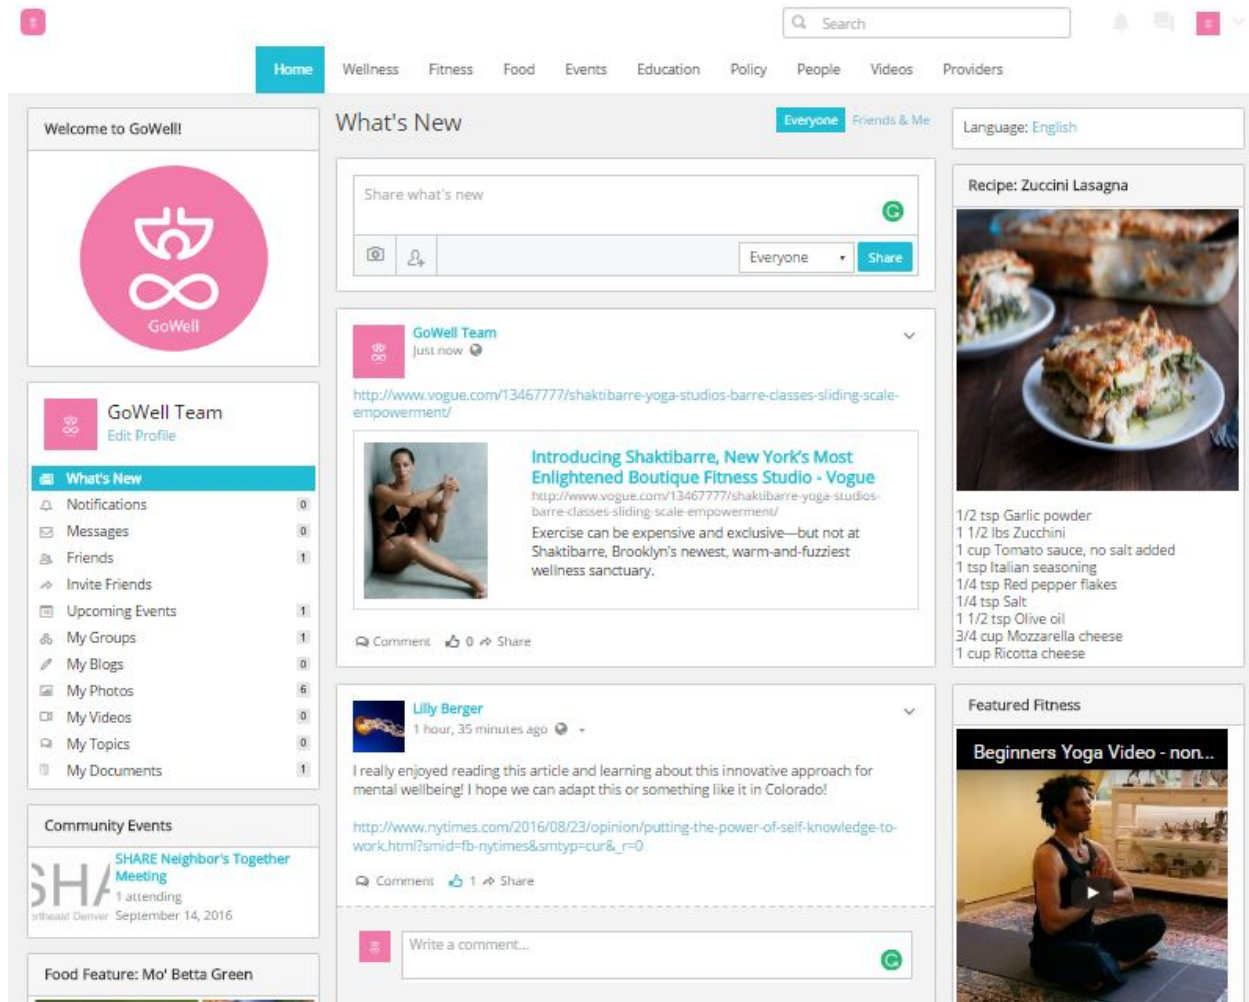 Search
Home
Wellness
Fitness
Food
Events
Education
Policy
People
Videos
Providers
Welcome to GoWell!
GoWell
GoWell Team
Edit Profile
What's New
Notifications 0
Messages 0
Friends 1
Invite Friends
Upcoming Events 1
My Groups 1
My Blogs 0
My Photos 6
My Videos 0
My Topics 0
My Documents 1
Community Events
SHA
SHARE Neighbor's Together
Meeting
1 attending
Denver
September 14, 2016
Food Feature: Mo' Betta Green
What's New
Everyone
Friends & Me
Share what's new
Everyone
Share
GoWell Team
Just now
http://www.vogue.com/13467777/shaktibarre-yoga-studios-barre-classes-sliding-scale-
empowerment/
Introducing Shaktibarre, New York's Most
Enlightened Boutique Fitness Studio - Vogue
http://www.vogue.com/13467777/shaktibarre-yoga-studios-
barre-classes-sliding-scale-empowerment/
Exercise can be expensive and exclusive—but not at
Shaktibarre, Brooklyn's newest, warm-and-fuzziest
wellness sanctuary.
Comment 0 Share
Lilly Berger
1 hour, 35 minutes ago
I really enjoyed reading this article and learning about this innovative approach for
mental wellbeing! I hope we can adapt this or something like it in Colorado!
http://www.nytimes.com/2016/08/23/opinion/putting-the-power-of-self-knowledge-to-
work.html?smid=fb-nytimes&smtyp=cur&_r=0
Comment 1 Share
Write a comment...
Language: English
Recipe: Zuccini Lasagna
1/2 tsp Garlic powder
1 1/2 lbs Zucchini
1 cup Tomato sauce, no salt added
1 tsp Italian seasoning
1/4 tsp Red pepper flakes
1/4 tsp Salt
1 1/2 tsp Olive oil
3/4 cup Mozzarella cheese
1 cup Ricotta cheese
Featured Fitness
Beginners Yoga Video - non...